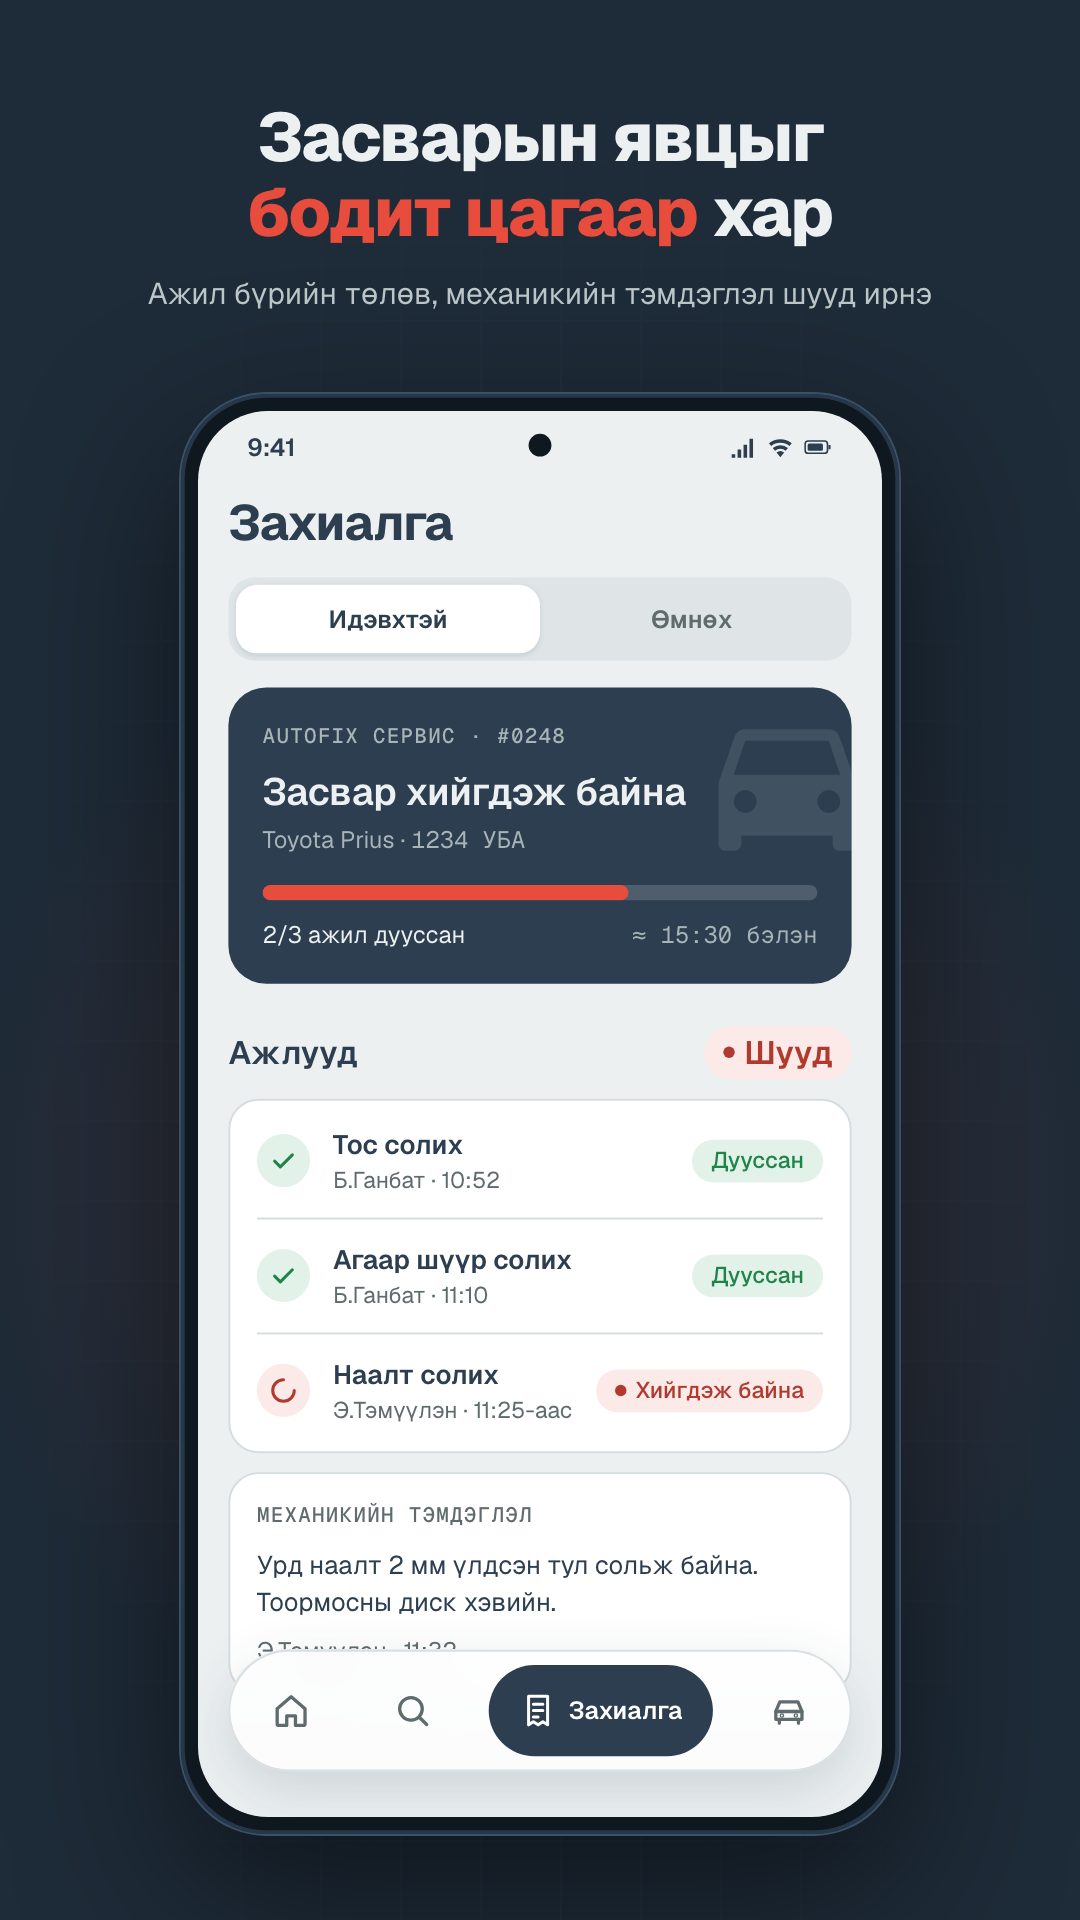 Засварын явцыг
бодит цагаар хар
Ажил бүрийн төлөв, механикийн тэмдэглэл шууд ирнэ
9:41
Захиалга
Идэвхтэй
Өмнөх
AUTOFIX СЕРВИС · #0248
Засвар хийгдэж байна
Toyota Prius · 1234 УБА
2/3 ажил дууссан
≈ 15:30 бэлэн
Ажлууд
Шууд
Тос солих
Б.Ганбат · 10:52
Дууссан
Агаар шүүр солих
Б.Ганбат · 11:10
Дууссан
Наалт солих
Э.Тэмүүлэн · 11:25-аас
Хийгдэж байна
МЕХАНИКИЙН ТЭМДЭГЛЭЛ
Урд наалт 2 мм үлдсэн тул сольж байна.
Тоормосны диск хэвийн.
Э.Тэмүүлэн · 11:32
Захиалга